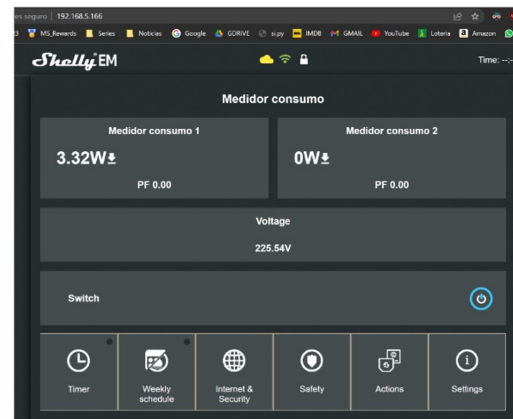 es seguro | 192.168.5.166
23 MS_Rewards Series Noticias Google GDRIVE si.py IMDB GMAIL YouTube Loteria Amazon
Shelly EM Time: --:-
Medidor consumo
Medidor consumo 1
3.32W
PF 0.00
Medidor consumo 2
0W
PF 0.00
Voltage
225.54V
Switch
Timer
Weekly
schedule
Internet &
Security
Safety
Actions
Settings